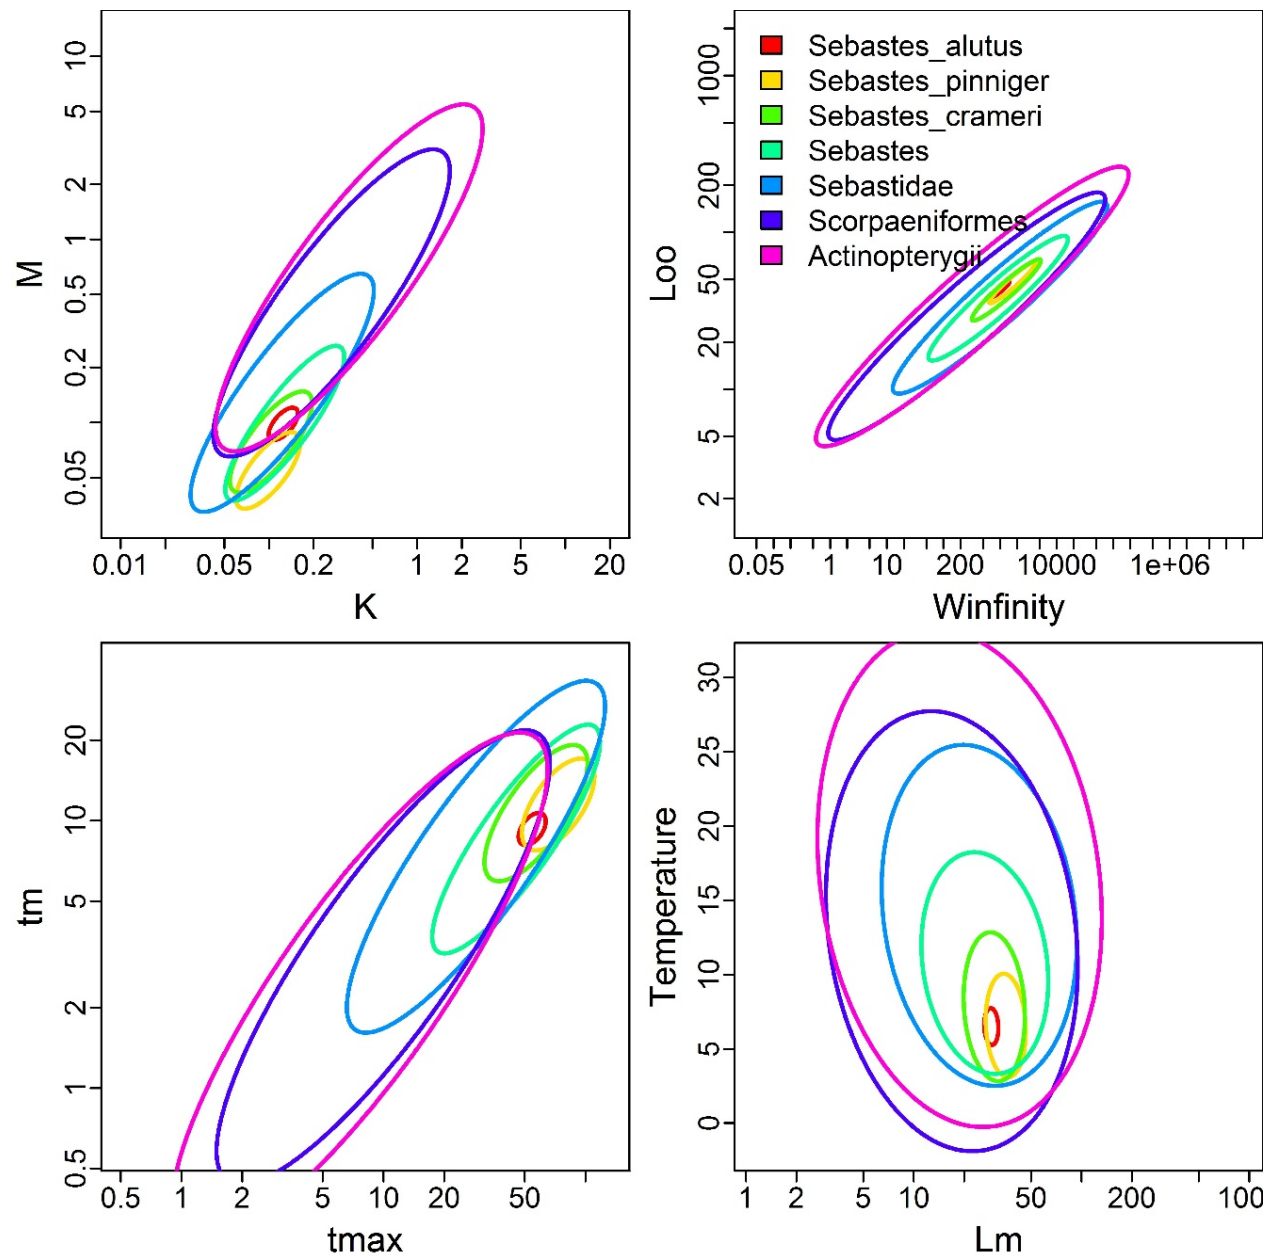 10
5
2
1
0.5
0.2
0.05
M
0.01 0.05 0.2 1 2 5 20
K
1000
200
50
20
5
2
Loo
Sebastes_alutus
Sebastes_pinniger
Sebastes_crameri
Sebastes
Sebastidae
Scorpaeniformes
Actinopterygii
0.05 1 10 200 10000 1e+06
Winfinity
20
10
5
2
1
0.5
tm
0.5 1 2 5 10 20 50
tmax
30
25
20
15
10
5
0
Temperature
1 2 5 10 50 200 100
Lm